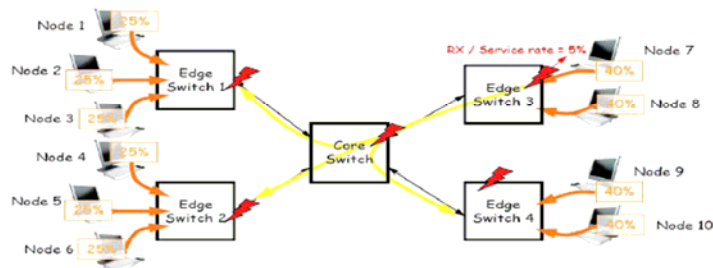 Node 1
25%
Node 2
25%
Node 3
25%
Edge
Switch 1
Node 4
25%
Node 5
25%
Node 6
25%
Edge
Switch 2
Core
Switch
RX / Service rate = 5%
Edge
Switch 3
Node 7
40%
40%
Node 8
Edge
Switch 4
Node 9
40%
40%
Node 10